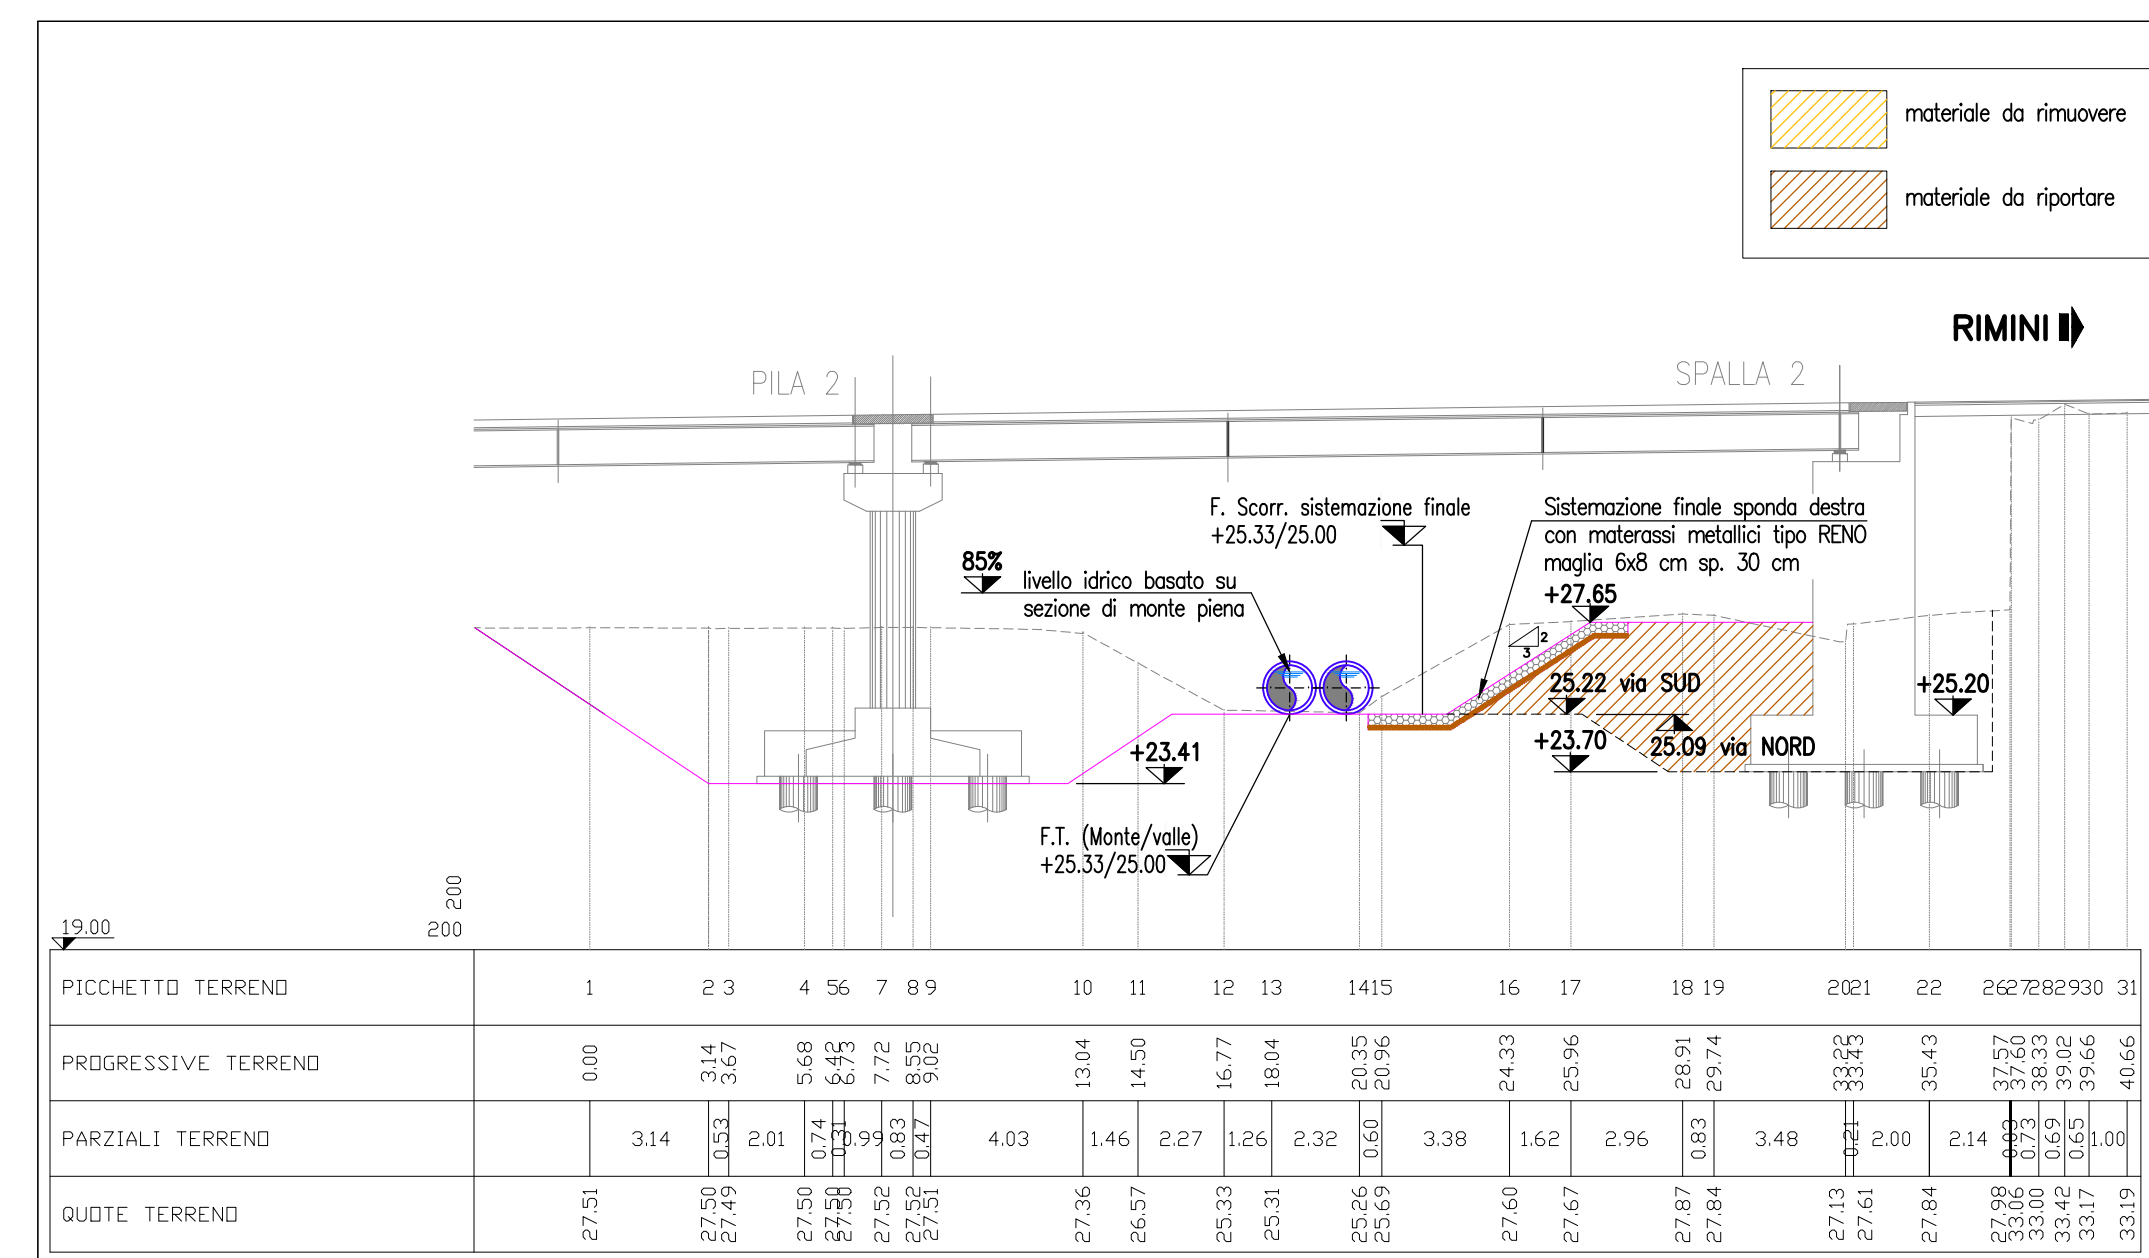 materiale da rimuovere
materiale da riportare
RIMINI
PILA 2
SPALLA 2
F. Scorr. sistemazione finale
+25.33/25.00
Sistemazione finale sponda destra
con materassi metallici tipo RENO
maglia 6x8 cm sp. 30 cm
85%
livello idrico basato su
sezione di monte piena
+27.65
2
3
25.22 via SUD
+25.20
+23.41
+23.70
25.09 via NORD
F.T. (Monte/valle)
+25.33/25.00
200
200
19.00
PICCHETTO TERRENO 1 2 3 4 5 6 7 8 9 10 11 12 13 14 15 16 17 18 19 20 21 22 26 27 28 29 30 31
PROGRESSIVE TERRENO 0.00 3.14 3.67 5.68 6.42 6.73 7.72 8.55 9.02 13.04 14.50 16.77 18.04 20.35 20.96 24.33 25.96 28.91 29.74 33.43 35.43 37.57 37.60 38.33 39.02 39.66 40.66
PARZIALI TERRENO 3.14 0.53 2.01 0.74 0.31 0.99 0.83 0.47 4.03 1.46 2.27 1.26 2.32 0.60 3.38 1.62 2.96 0.83 3.48 0.21 2.00 2.14 0.03 0.73 0.69 0.65 1.00
QUOTE TERRENO 27.51 27.50 27.49 27.50 27.50 27.50 27.52 27.52 27.51 27.36 26.57 25.33 25.31 25.26 25.69 27.60 27.67 27.87 27.84 27.13 27.61 27.84 27.98 33.06 33.00 33.42 33.17 33.19